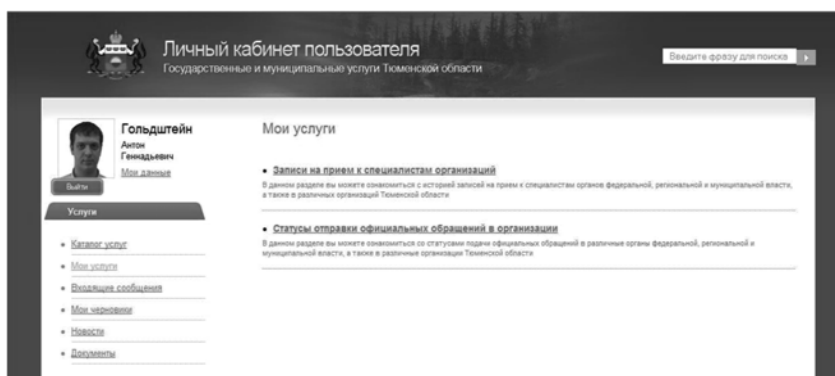 Личный кабинет пользователя
Государственные и муниципальные услуги Тюменской области
Введите фразу для поиска
Гольдштейн
Антон
Геннадьевич
Мои данные
Выйти
Услуги
Каталог услуг
Мои услуги
Входящие сообщения
Мои черновики
Новости
Документы
Мои услуги
Записи на прием к специалистам организаций
В данном разделе вы можете ознакомиться с историей записей на прием к специалистам органов федеральной, региональной и муниципальной власти,
а также в различных организаций Тюменской области
Статусы отправки официальных обращений в организации
В данном разделе вы можете ознакомиться со статусами подачи официальных обращений в различные органы федеральной, региональной и
муниципальной власти, а также в различные организации Тюменской области